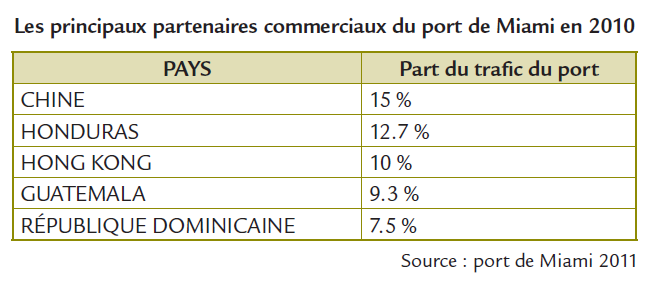 Les principaux partenaires commerciaux du port de Miami en 2010
PAYS Part du trafic du port
CHINE 15 %
HONDURAS 12.7 %
HONG KONG 10 %
GUATEMALA 9.3 %
RÉPUBLIQUE DOMINICAINE 7.5 %
Source : port de Miami 2011